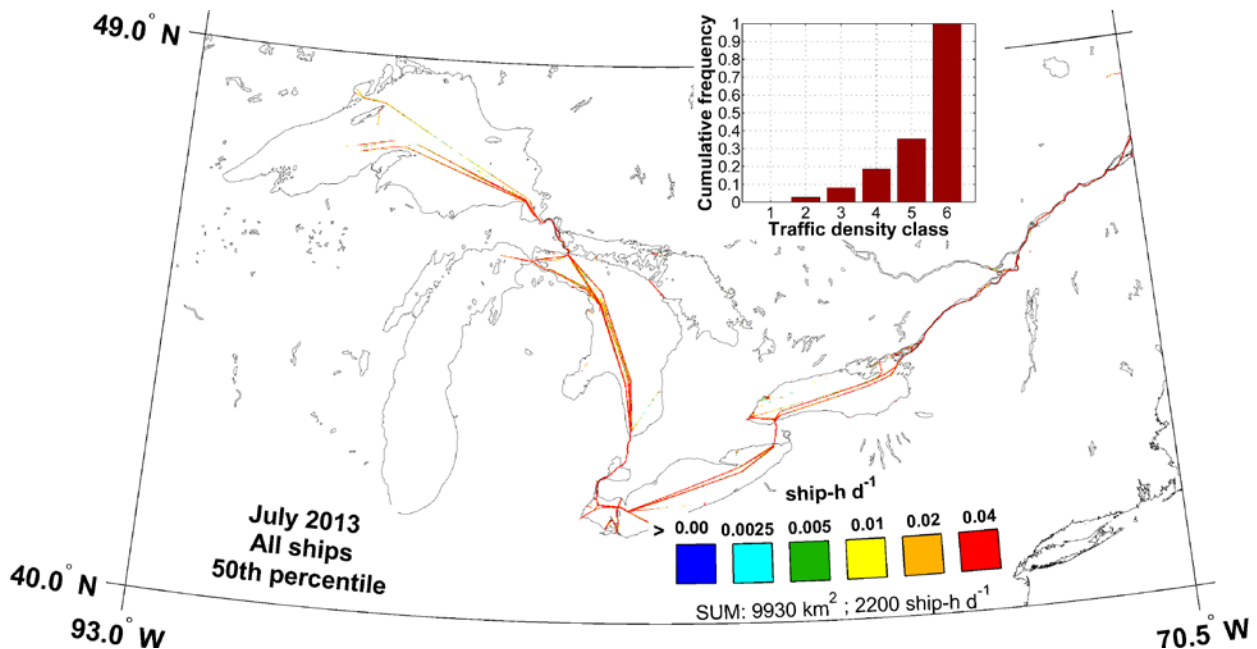 49.0° N
1
0.9
0.8
0.7
0.6
0.5
0.4
0.3
0.2
0.1
0
Cumulative frequency
1 2 3 4 5 6
Traffic density class
ship-h d⁻¹
> 0.00 0.0025 0.005 0.01 0.02 0.04
SUM: 9930 km² ; 2200 ship-h d⁻¹
July 2013
All ships
50th percentile
40.0° N
93.0° W
70.5° W